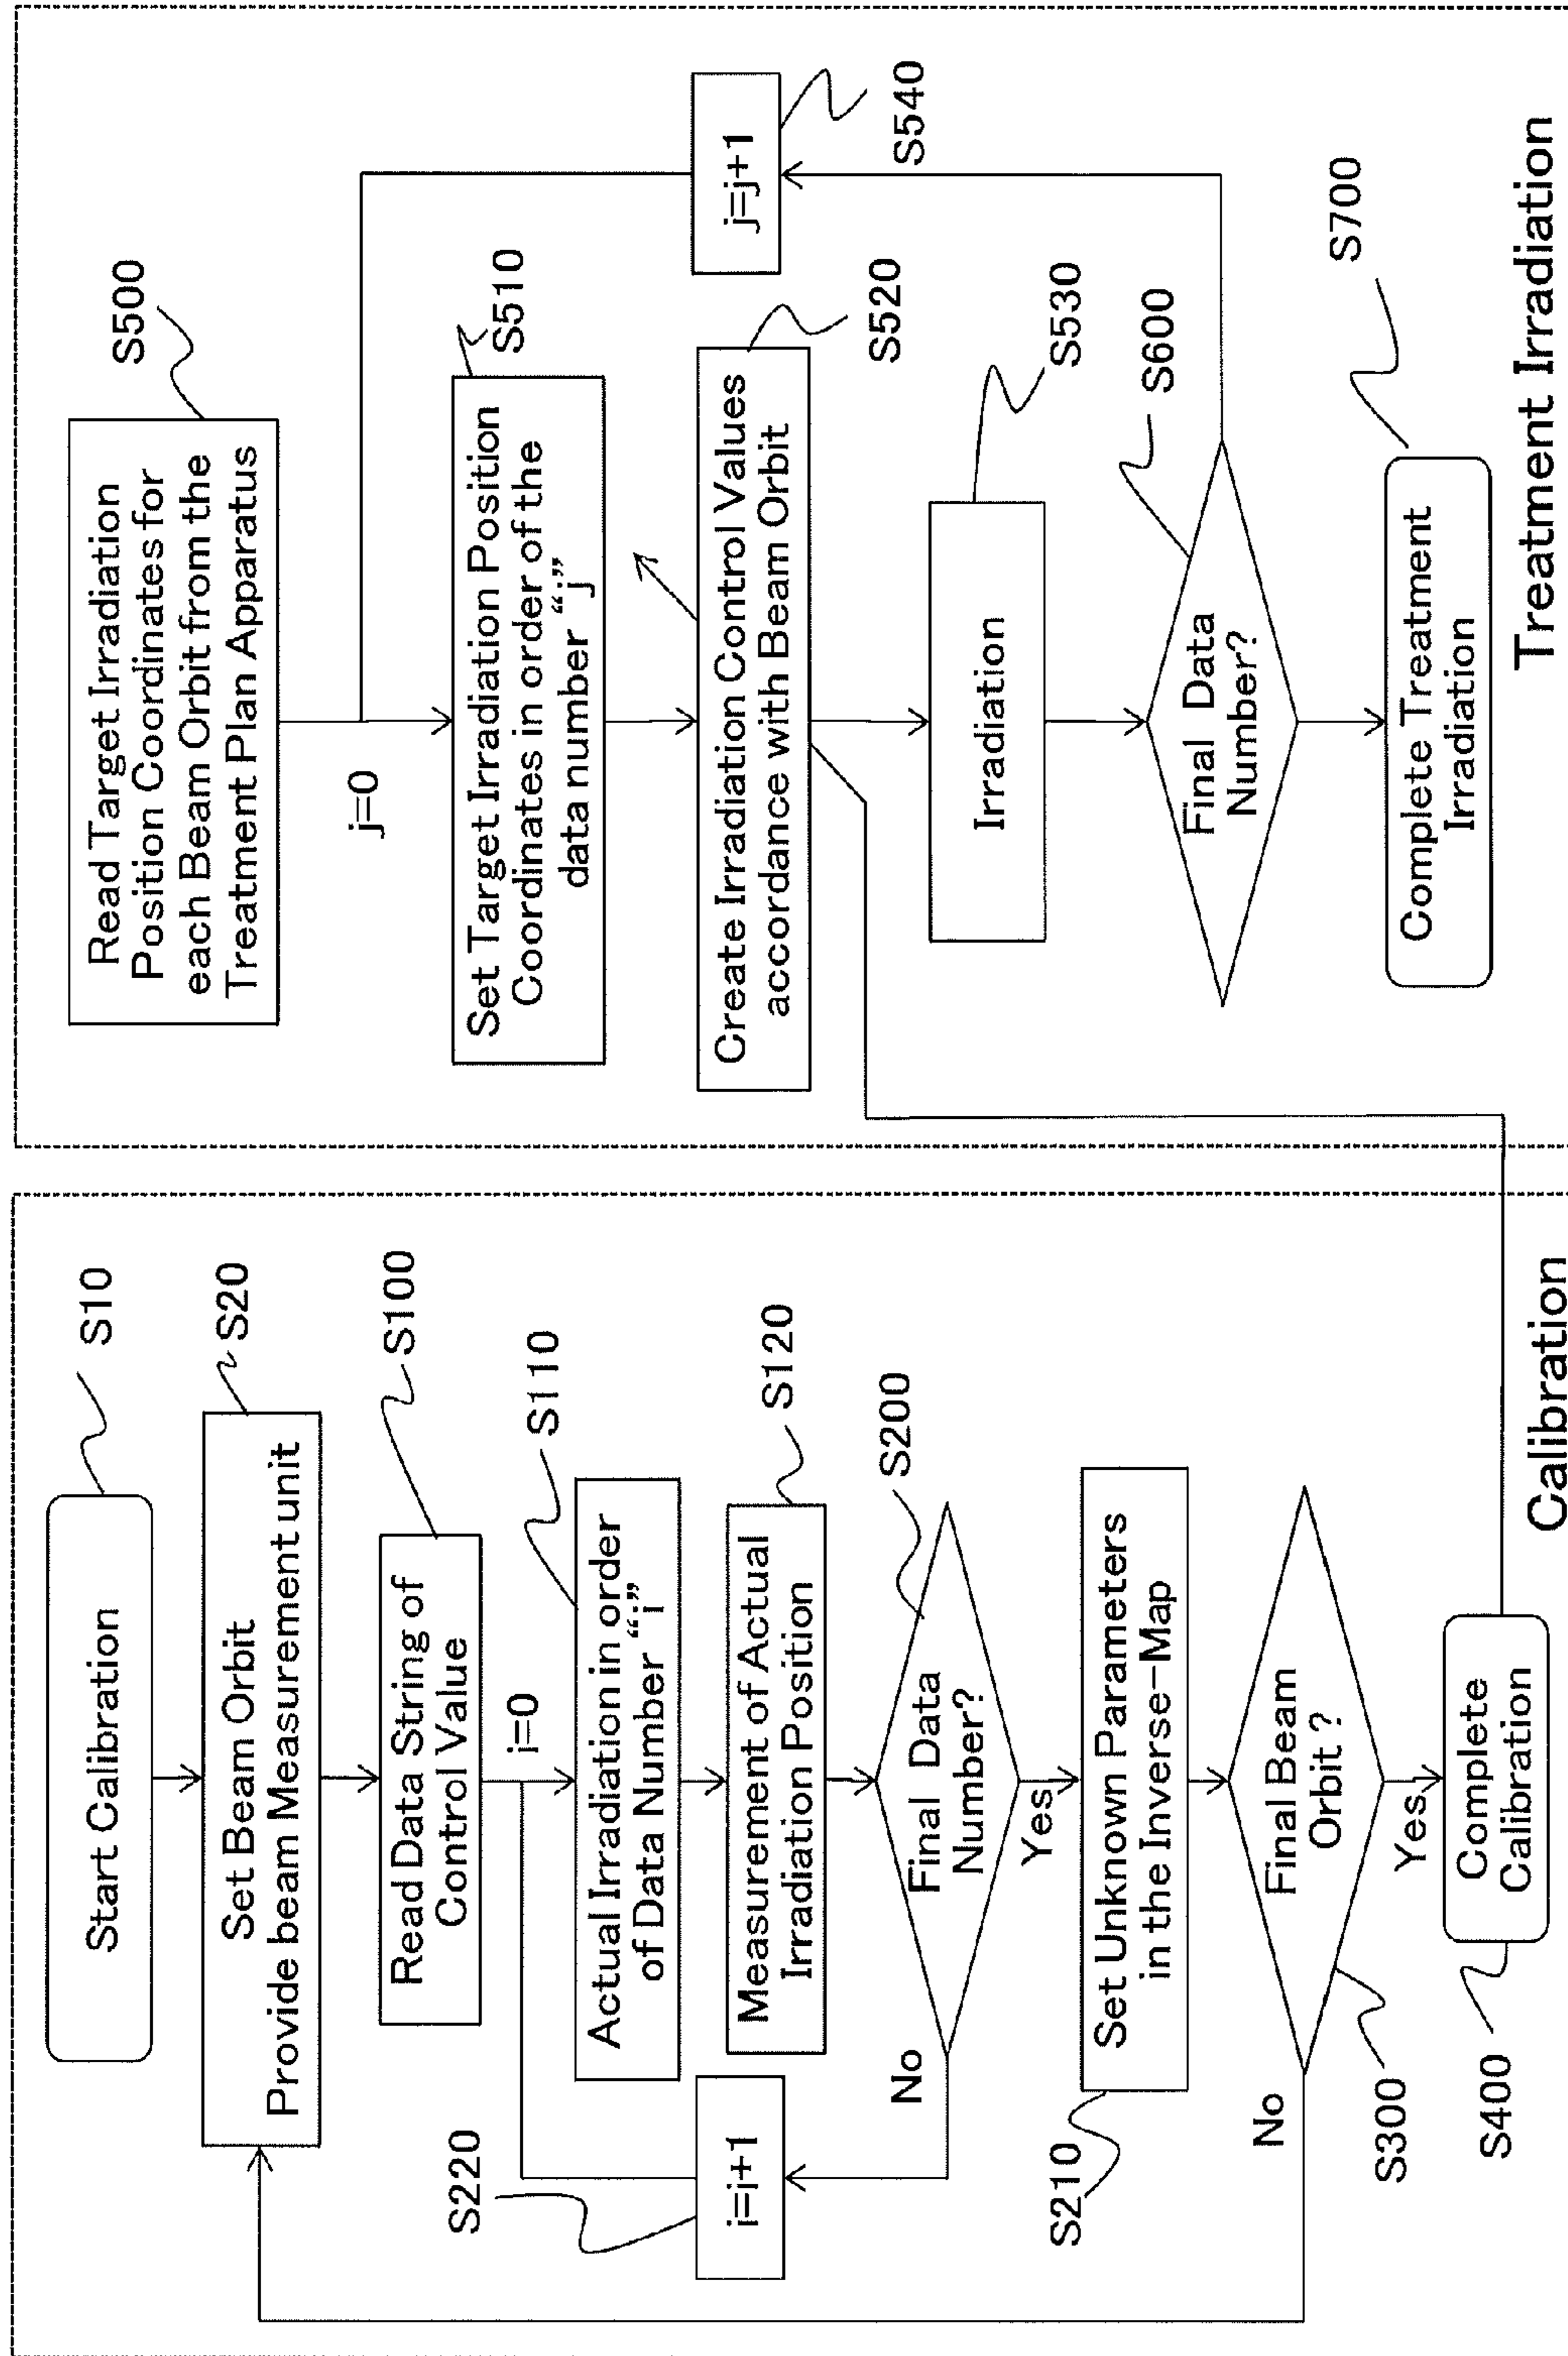 Start Calibration
S10
Set Beam Orbit
Provide beam Measurement unit
S20
Read Data String of
Control Value
S100
i=0
Actual Irradiation in order
of Data Number “i”
S110
Measurement of Actual
Irradiation Position
S120
Final Data
Number?
S200
No
Yes
i=i+1
S220
Set Unknown Parameters
in the Inverse-Map
S210
Final Beam
Orbit ?
S300
No
Yes
Complete
Calibration
S400
Calibration
Read Target Irradiation
Position Coordinates for
each Beam Orbit from the
Treatment Plan Apparatus
S500
j=0
Set Target Irradiation Position
Coordinates in order of the
data number “j”
S510
Create Irradiation Control Values
accordance with Beam Orbit
S520
Irradiation
S530
j=j+1
S540
Final Data
Number?
S600
Complete Treatment
Irradiation
S700
Treatment Irradiation